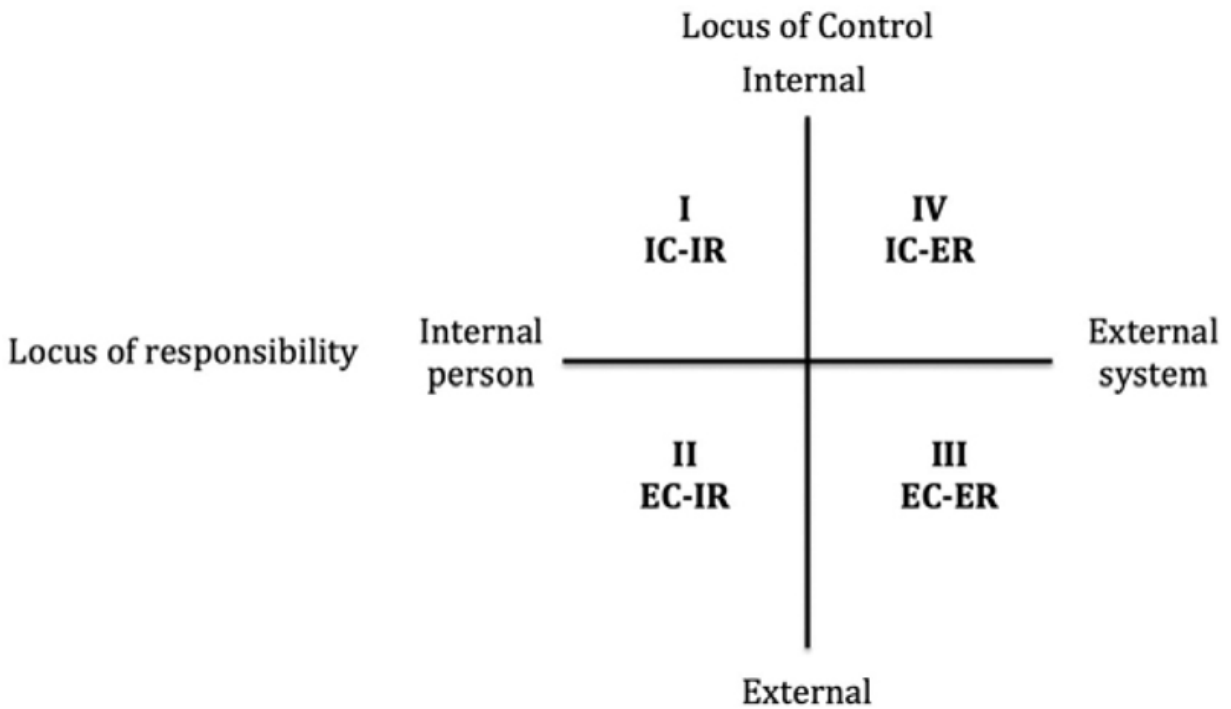 Locus of Control
Internal
I
IC-IR
IV
IC-ER
Locus of responsibility
Internal
person
External
system
II
EC-IR
III
EC-ER
External